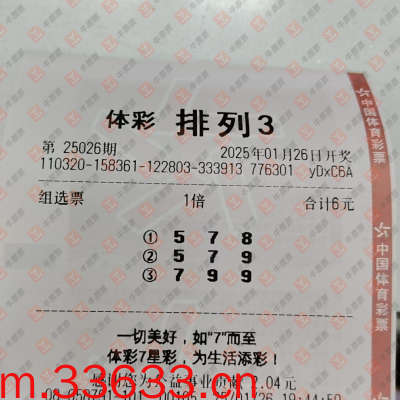 体彩 排列3
第 25026期 2025年01月26日开奖
110320-158361-122803-333913 776301 yDxC6A
组选票 1倍 合计6元
① 5 7 8
② 5 7 9
③ 7 9 9
一切美好，如“7”而至
体彩7星彩，为生活添彩！
2.04元
m.33633.cn
中国体育彩票
中国体育彩票